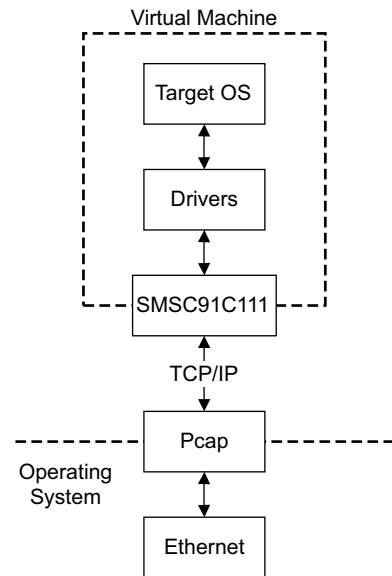 Virtual Machine
Target OS
Drivers
SMSC91C111
TCP/IP
Pcap
Operating
System
Ethernet